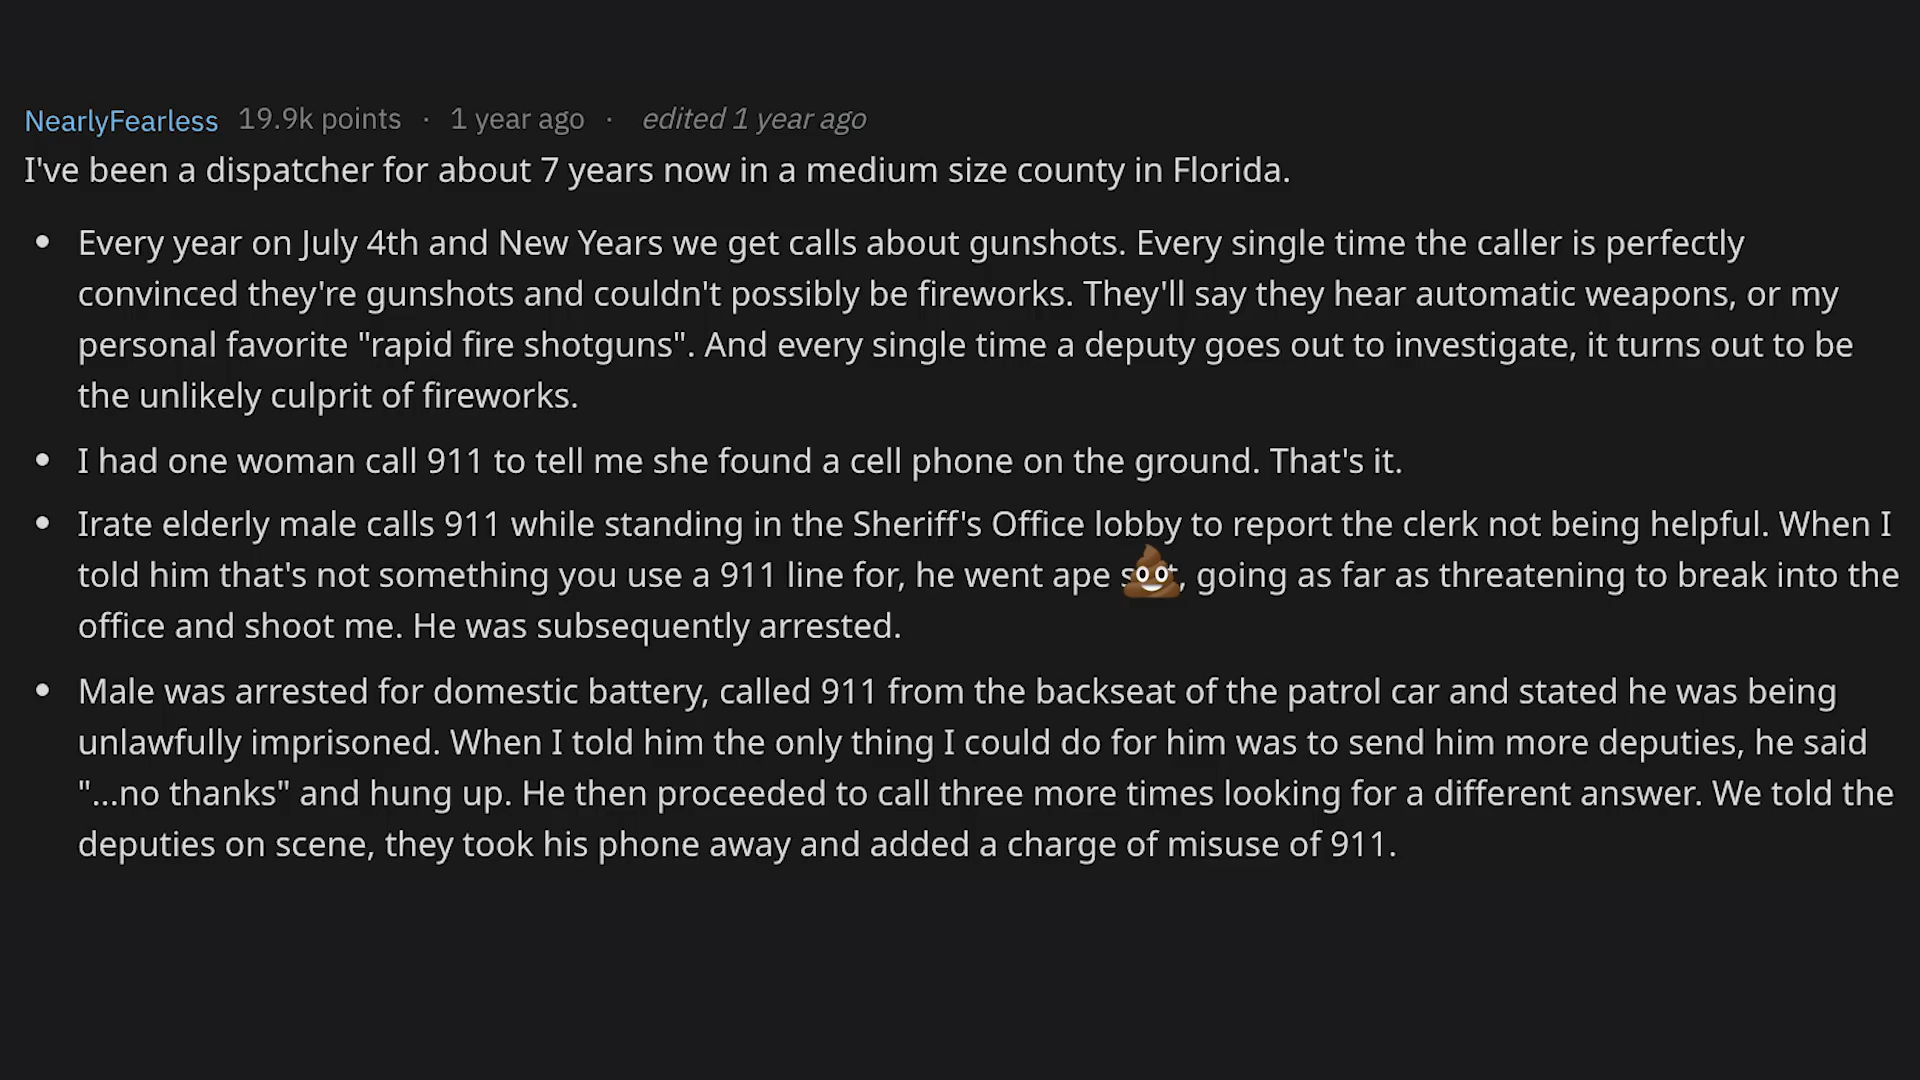 NearlyFearless 19.9k points · 1 year ago · edited 1 year ago
I've been a dispatcher for about 7 years now in a medium size county in Florida.
• Every year on July 4th and New Years we get calls about gunshots. Every single time the caller is perfectly
convinced they're gunshots and couldn't possibly be fireworks. They'll say they hear automatic weapons, or my
personal favorite "rapid fire shotguns". And every single time a deputy goes out to investigate, it turns out to be
the unlikely culprit of fireworks.
• I had one woman call 911 to tell me she found a cell phone on the ground. That's it.
• Irate elderly male calls 911 while standing in the Sheriff's Office lobby to report the clerk not being helpful. When I
told him that's not something you use a 911 line for, he went ape s💩t, going as far as threatening to break into the
office and shoot me. He was subsequently arrested.
• Male was arrested for domestic battery, called 911 from the backseat of the patrol car and stated he was being
unlawfully imprisoned. When I told him the only thing I could do for him was to send him more deputies, he said
"...no thanks" and hung up. He then proceeded to call three more times looking for a different answer. We told the
deputies on scene, they took his phone away and added a charge of misuse of 911.